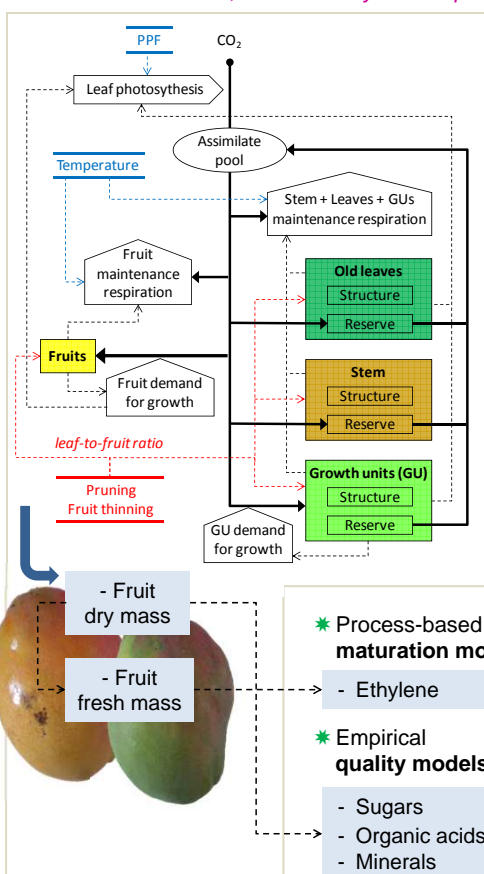 PPF
CO2
Leaf photosythesis
Assimilate
pool
Temperature
Stem + Leaves + GUs
maintenance respiration
Fruit
maintenance
respiration
Old leaves
Structure
Reserve
Fruits
Fruit demand
for growth
Stem
Structure
Reserve
leaf-to-fruit ratio
Growth units (GU)
Structure
Reserve
Pruning
Fruit thinning
GU demand
for growth
- Fruit
dry mass
- Fruit
fresh mass
Process-based
maturation mo
- Ethylene
Empirical
quality models
- Sugars
- Organic acids
- Minerals